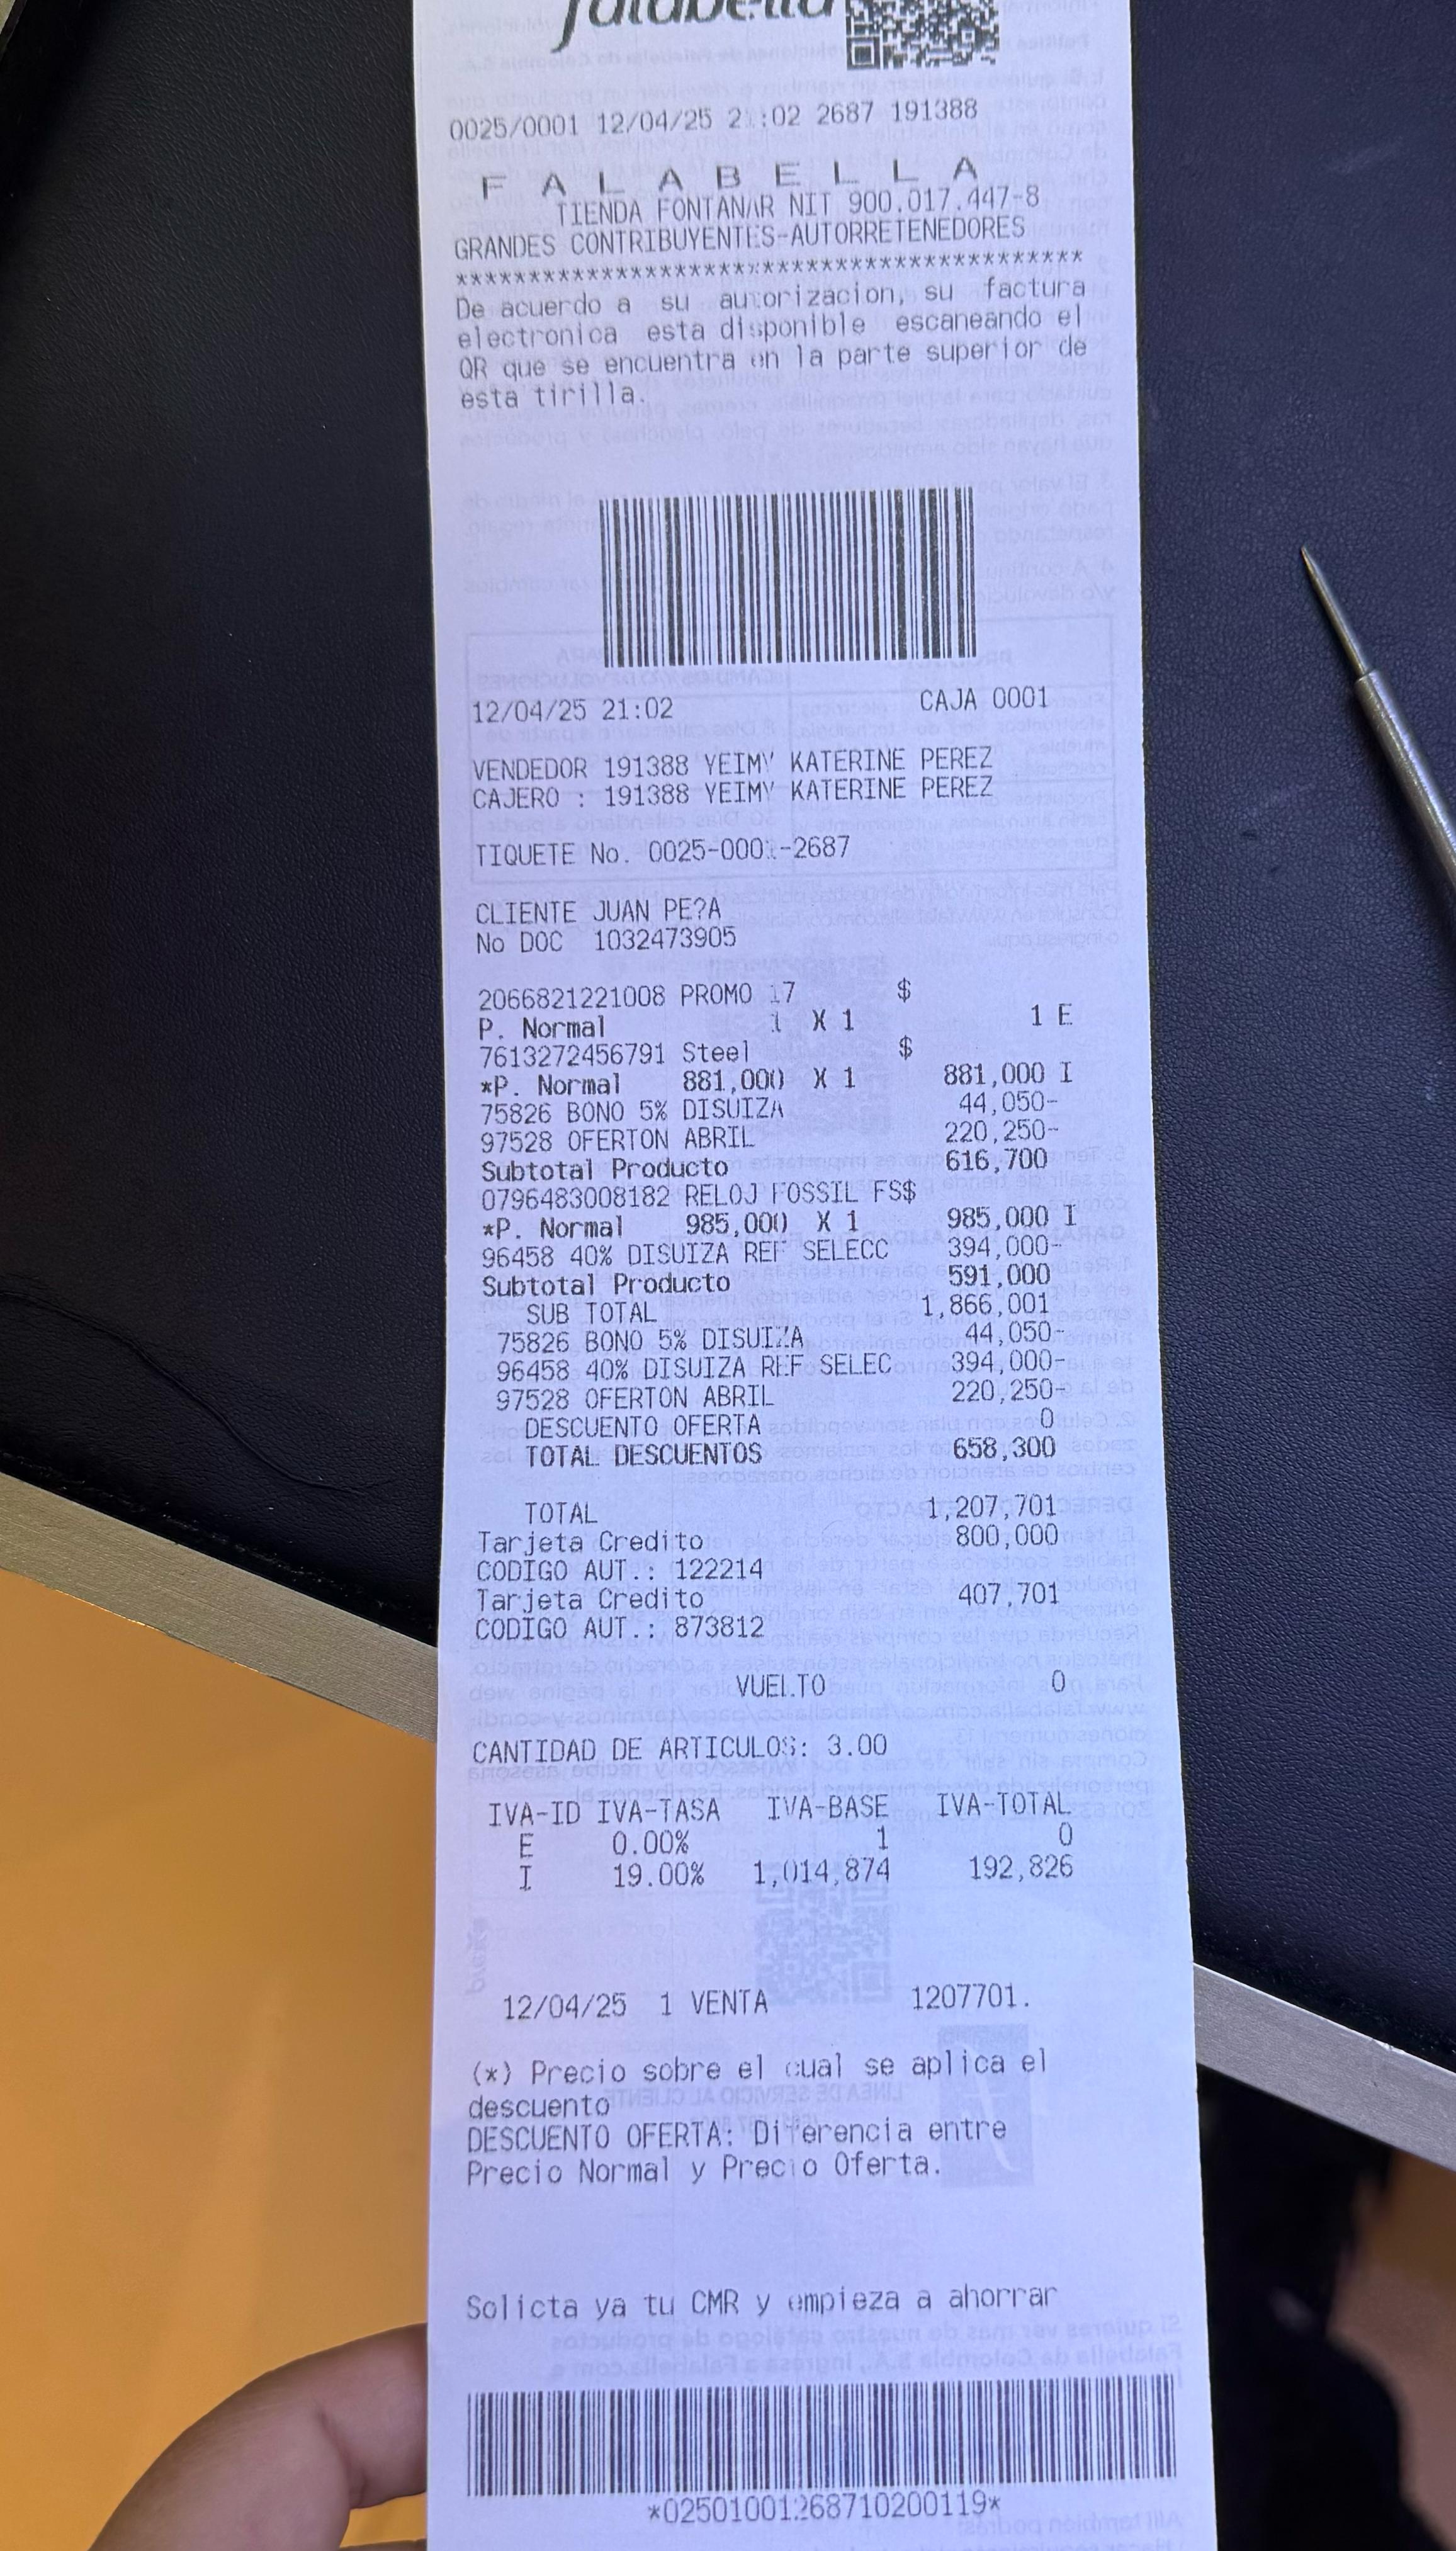 falabella
0025/0001 12/04/25 21:02 2687 191388
F A L A B E L L A
TIENDA FONTANAR NIT 900.017.447-8
GRANDES CONTRIBUYENTES-AUTORRETENEDORES
*******************************************
De acuerdo a su autorizacion, su factura
electronica esta disponible escaneando el
QR que se encuentra en la parte superior de
esta tirilla.
12/04/25 21:02 CAJA 0001
VENDEDOR 191388 YEIMY KATERINE PEREZ
CAJERO : 191388 YEIMY KATERINE PEREZ
TIQUETE No. 0025-0001-2687
CLIENTE JUAN PE?A
No DOC 1032473905
2066821221008 PROMO 17 $
P. Normal 1 X 1 1 E
7613272456791 Steel $
*P. Normal 881,000 X 1 881,000 I
75826 BONO 5% DISUIZA 44,050-
97528 OFERTON ABRIL 220,250-
Subtotal Producto 616,700
0796483008182 RELOJ FOSSIL FS$
*P. Normal 985,000 X 1 985,000 I
96458 40% DISUIZA REF SELECC 394,000-
Subtotal Producto 591,000
SUB TOTAL 1,866,001
75826 BONO 5% DISUIZA 44,050-
96458 40% DISUIZA REF SELEC 394,000-
97528 OFERTON ABRIL 220,250-
DESCUENTO OFERTA 0
TOTAL DESCUENTOS 658,300
TOTAL 1,207,701
Tarjeta Credito 800,000
CODIGO AUT.: 122214
Tarjeta Credito 407,701
CODIGO AUT.: 873812
VUELTO 0
CANTIDAD DE ARTICULOS: 3.00
IVA-ID IVA-TASA IVA-BASE IVA-TOTAL
E 0.00% 1 0
I 19.00% 1,014,874 192,826
12/04/25 1 VENTA 1207701.
(*) Precio sobre el cual se aplica el
descuento
DESCUENTO OFERTA: Diferencia entre
Precio Normal y Precio Oferta.
Solicta ya tu CMR y empieza a ahorrar
*02501001268710200119*